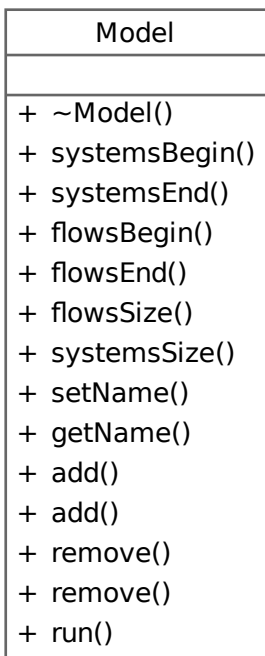 Model
+ ~Model()
+ systemsBegin()
+ systemsEnd()
+ flowsBegin()
+ flowsEnd()
+ flowsSize()
+ systemsSize()
+ setName()
+ getName()
+ add()
+ add()
+ remove()
+ remove()
+ run()